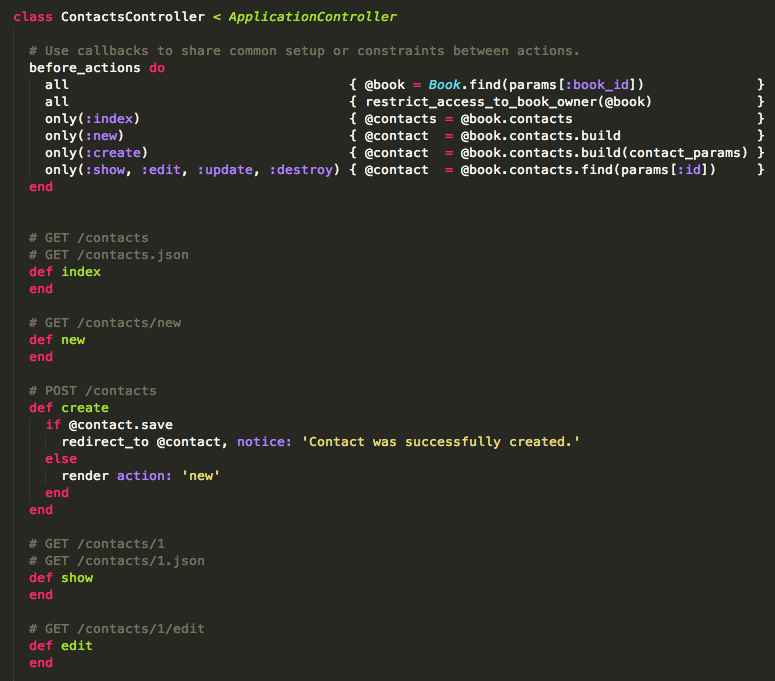 class ContactsController < ApplicationController
# Use callbacks to share common setup or constraints between actions.
before_actions do
all { @book = Book.find(params[:book_id]) }
all { restrict_access_to_book_owner(@book) }
only(:index) { @contacts = @book.contacts }
only(:new) { @contact = @book.contacts.build }
only(:create) { @contact = @book.contacts.build(contact_params) }
only(:show, :edit, :update, :destroy) { @contact = @book.contacts.find(params[:id]) }
end
# GET /contacts
# GET /contacts.json
def index
end
# GET /contacts/new
def new
end
# POST /contacts
def create
if @contact.save
redirect_to @contact, notice: 'Contact was successfully created.'
else
render action: 'new'
end
end
# GET /contacts/1
# GET /contacts/1.json
def show
end
# GET /contacts/1/edit
def edit
end